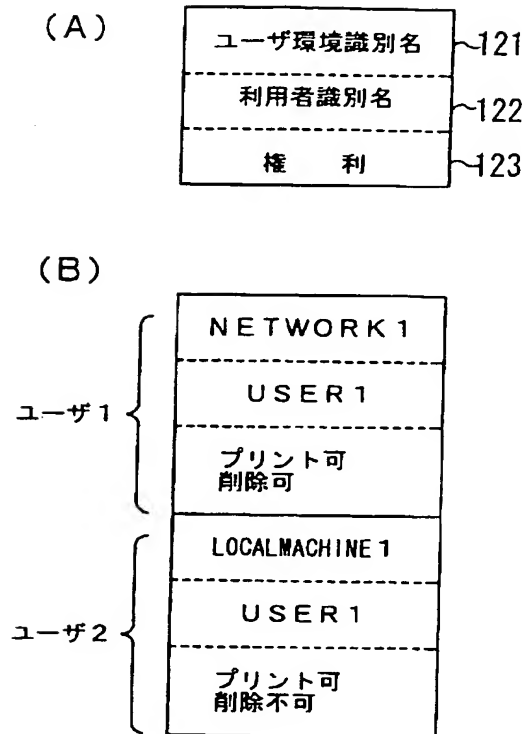 (A)
ユーザ環境識別名 121
利用者識別名 122
権 利 123
(B)
ユーザ1
NETWORK1
USER1
プリント可
削除可
ユーザ2
LOCALMACHINE1
USER1
プリント可
削除不可